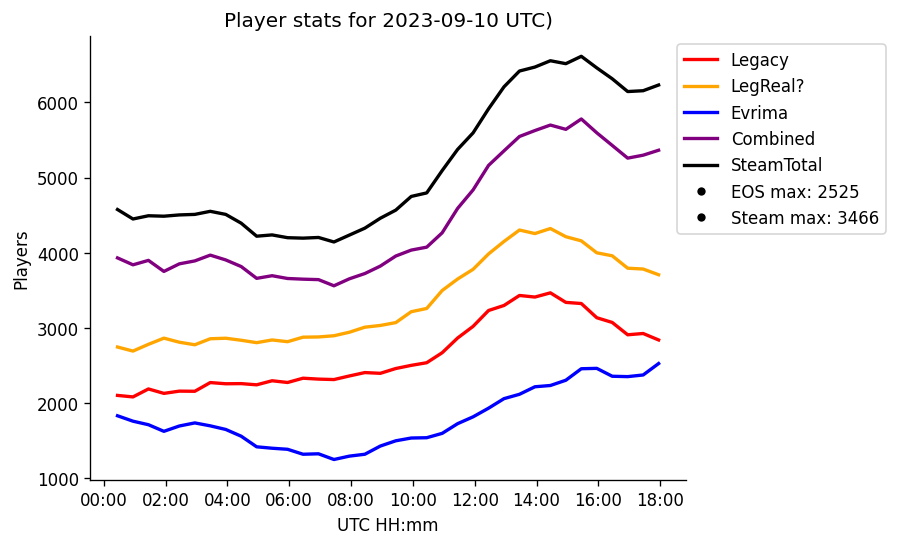 Player stats for 2023-09-10 UTC)
Legacy
LegReal?
Evrima
Combined
SteamTotal
EOS max: 2525
Steam max: 3466
Players
6000
5000
4000
3000
2000
1000
00:00 02:00 04:00 06:00 08:00 10:00 12:00 14:00 16:00 18:00
UTC HH:mm